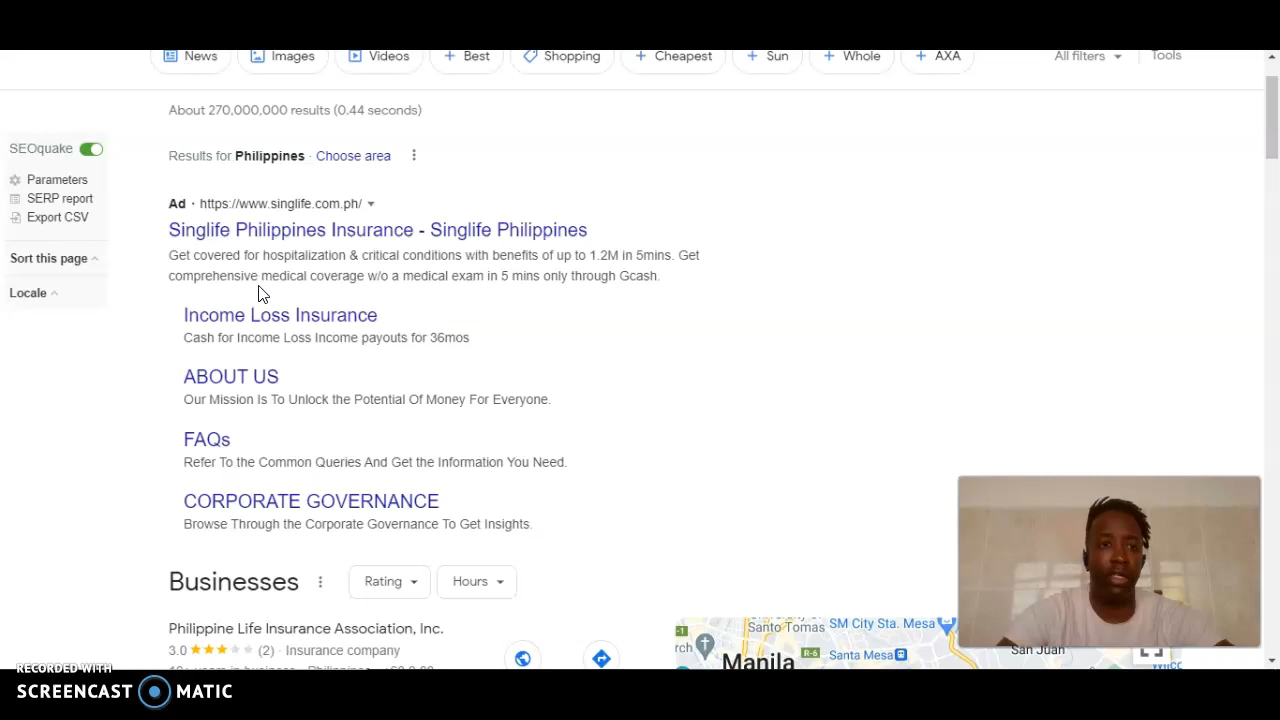 News
Images
Videos
+ Best
Shopping
+ Cheapest
+ Sun
+ Whole
+ AXA
All filters
Tools
About 270,000,000 results (0.44 seconds)
SEOquake
Parameters
SERP report
Export CSV
Sort this page
Locale
Results for Philippines · Choose area
Ad · https://www.singlife.com.ph/
Singlife Philippines Insurance - Singlife Philippines
Get covered for hospitalization & critical conditions with benefits of up to 1.2M in 5mins. Get
comprehensive medical coverage w/o a medical exam in 5 mins only through Gcash.
Income Loss Insurance
Cash for Income Loss Income payouts for 36mos
ABOUT US
Our Mission Is To Unlock the Potential Of Money For Everyone.
FAQs
Refer To the Common Queries And Get the Information You Need.
CORPORATE GOVERNANCE
Browse Through the Corporate Governance To Get Insights.
Businesses
Rating
Hours
Philippine Life Insurance Association, Inc.
3.0 (2) · Insurance company
Santo Tomas
SM City Sta. Mesa
R-6
Santa Mesa
Manila
San Juan
RECORDED WITH
SCREENCAST MATIC